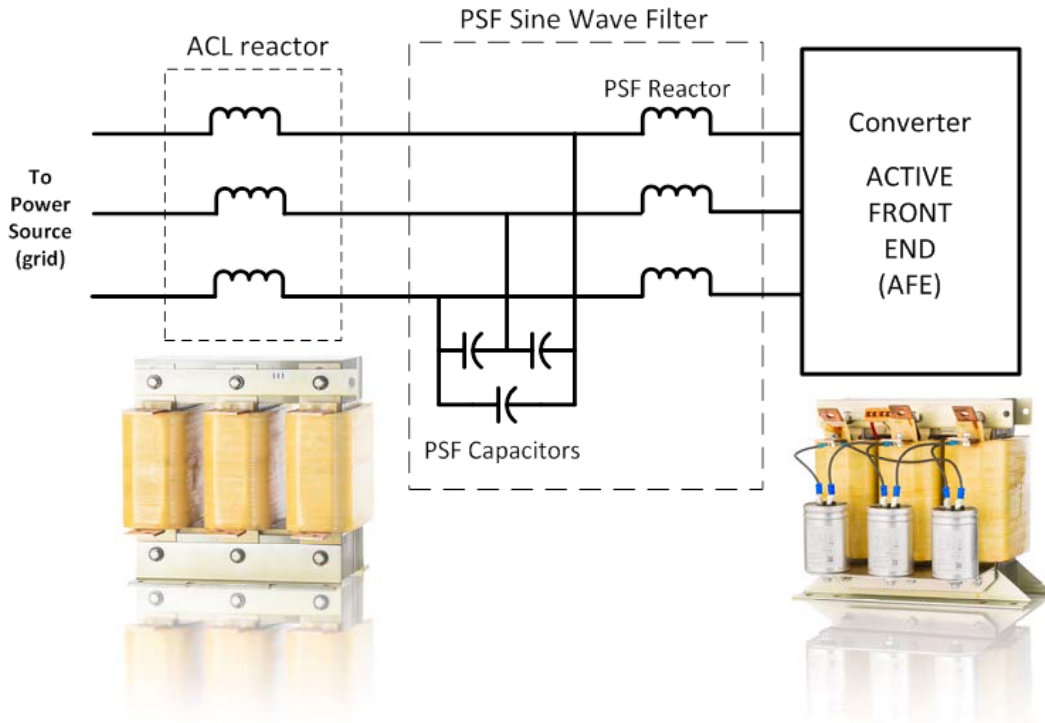 PSF Sine Wave Filter
ACL reactor
PSF Reactor
To
Power
Source
(grid)
Converter
ACTIVE
FRONT
END
(AFE)
PSF Capacitors